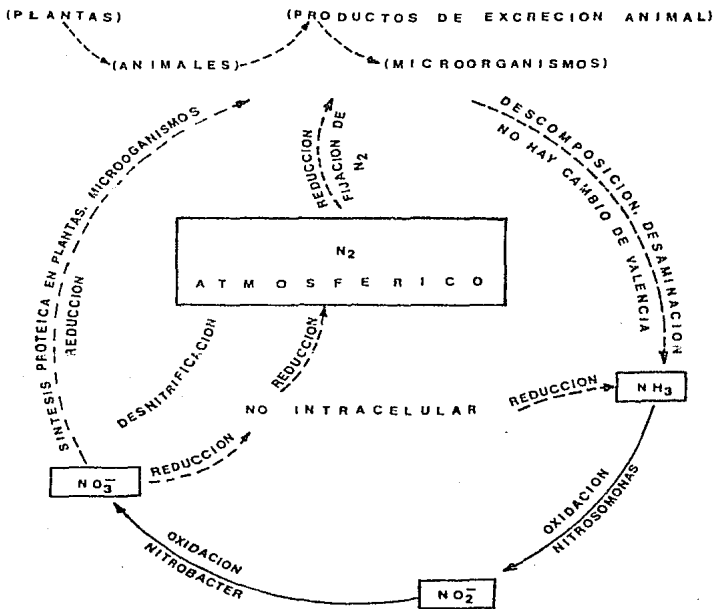 (PLANTAS)
(PRODUCTOS DE EXCRECION ANIMAL)
(ANIMALES)
(MICROORGANISMOS)
SINTESIS PROTEICA EN PLANTAS, MICROOGANISMOS
REDUCCION
REDUCCION
FIJACION DE
N2
DESCOMPOSICION, DESAMINACION
NO HAY CAMBIO DE VALENCIA
N2
ATMOSFERICO
DESNITRIFICACION
REDUCCION
REDUCCION
NO INTRACELULAR
REDUCCION
NH3
NO3-
OXIDACION
NITROSOMONAS
OXIDACION
NITROBACTER
NO2-